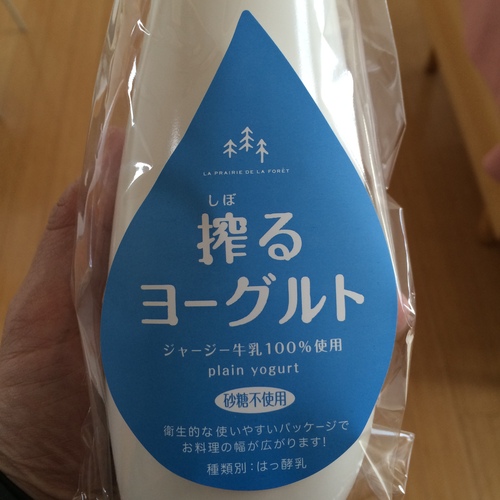 LA PRAIRIE DE LA FORÊT
しぼ
搾る
ヨーグルト
ジャージー牛乳100%使用
plain yogurt
砂糖不使用
衛生的な使いやすいパッケージで
お料理の幅が広がります!
種類別:はっ酵乳